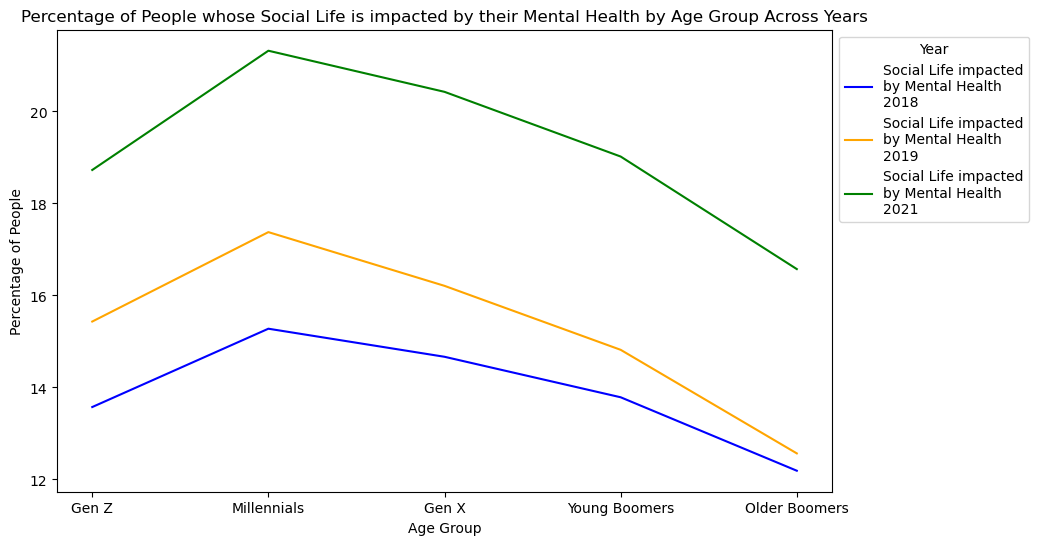 Percentage of People whose Social Life is impacted by their Mental Health by Age Group Across Years
Year
Social Life impacted
by Mental Health
2018
Social Life impacted
by Mental Health
2019
Social Life impacted
by Mental Health
2021
Percentage of People
20
18
16
14
12
Gen Z
Millennials
Gen X
Young Boomers
Older Boomers
Age Group